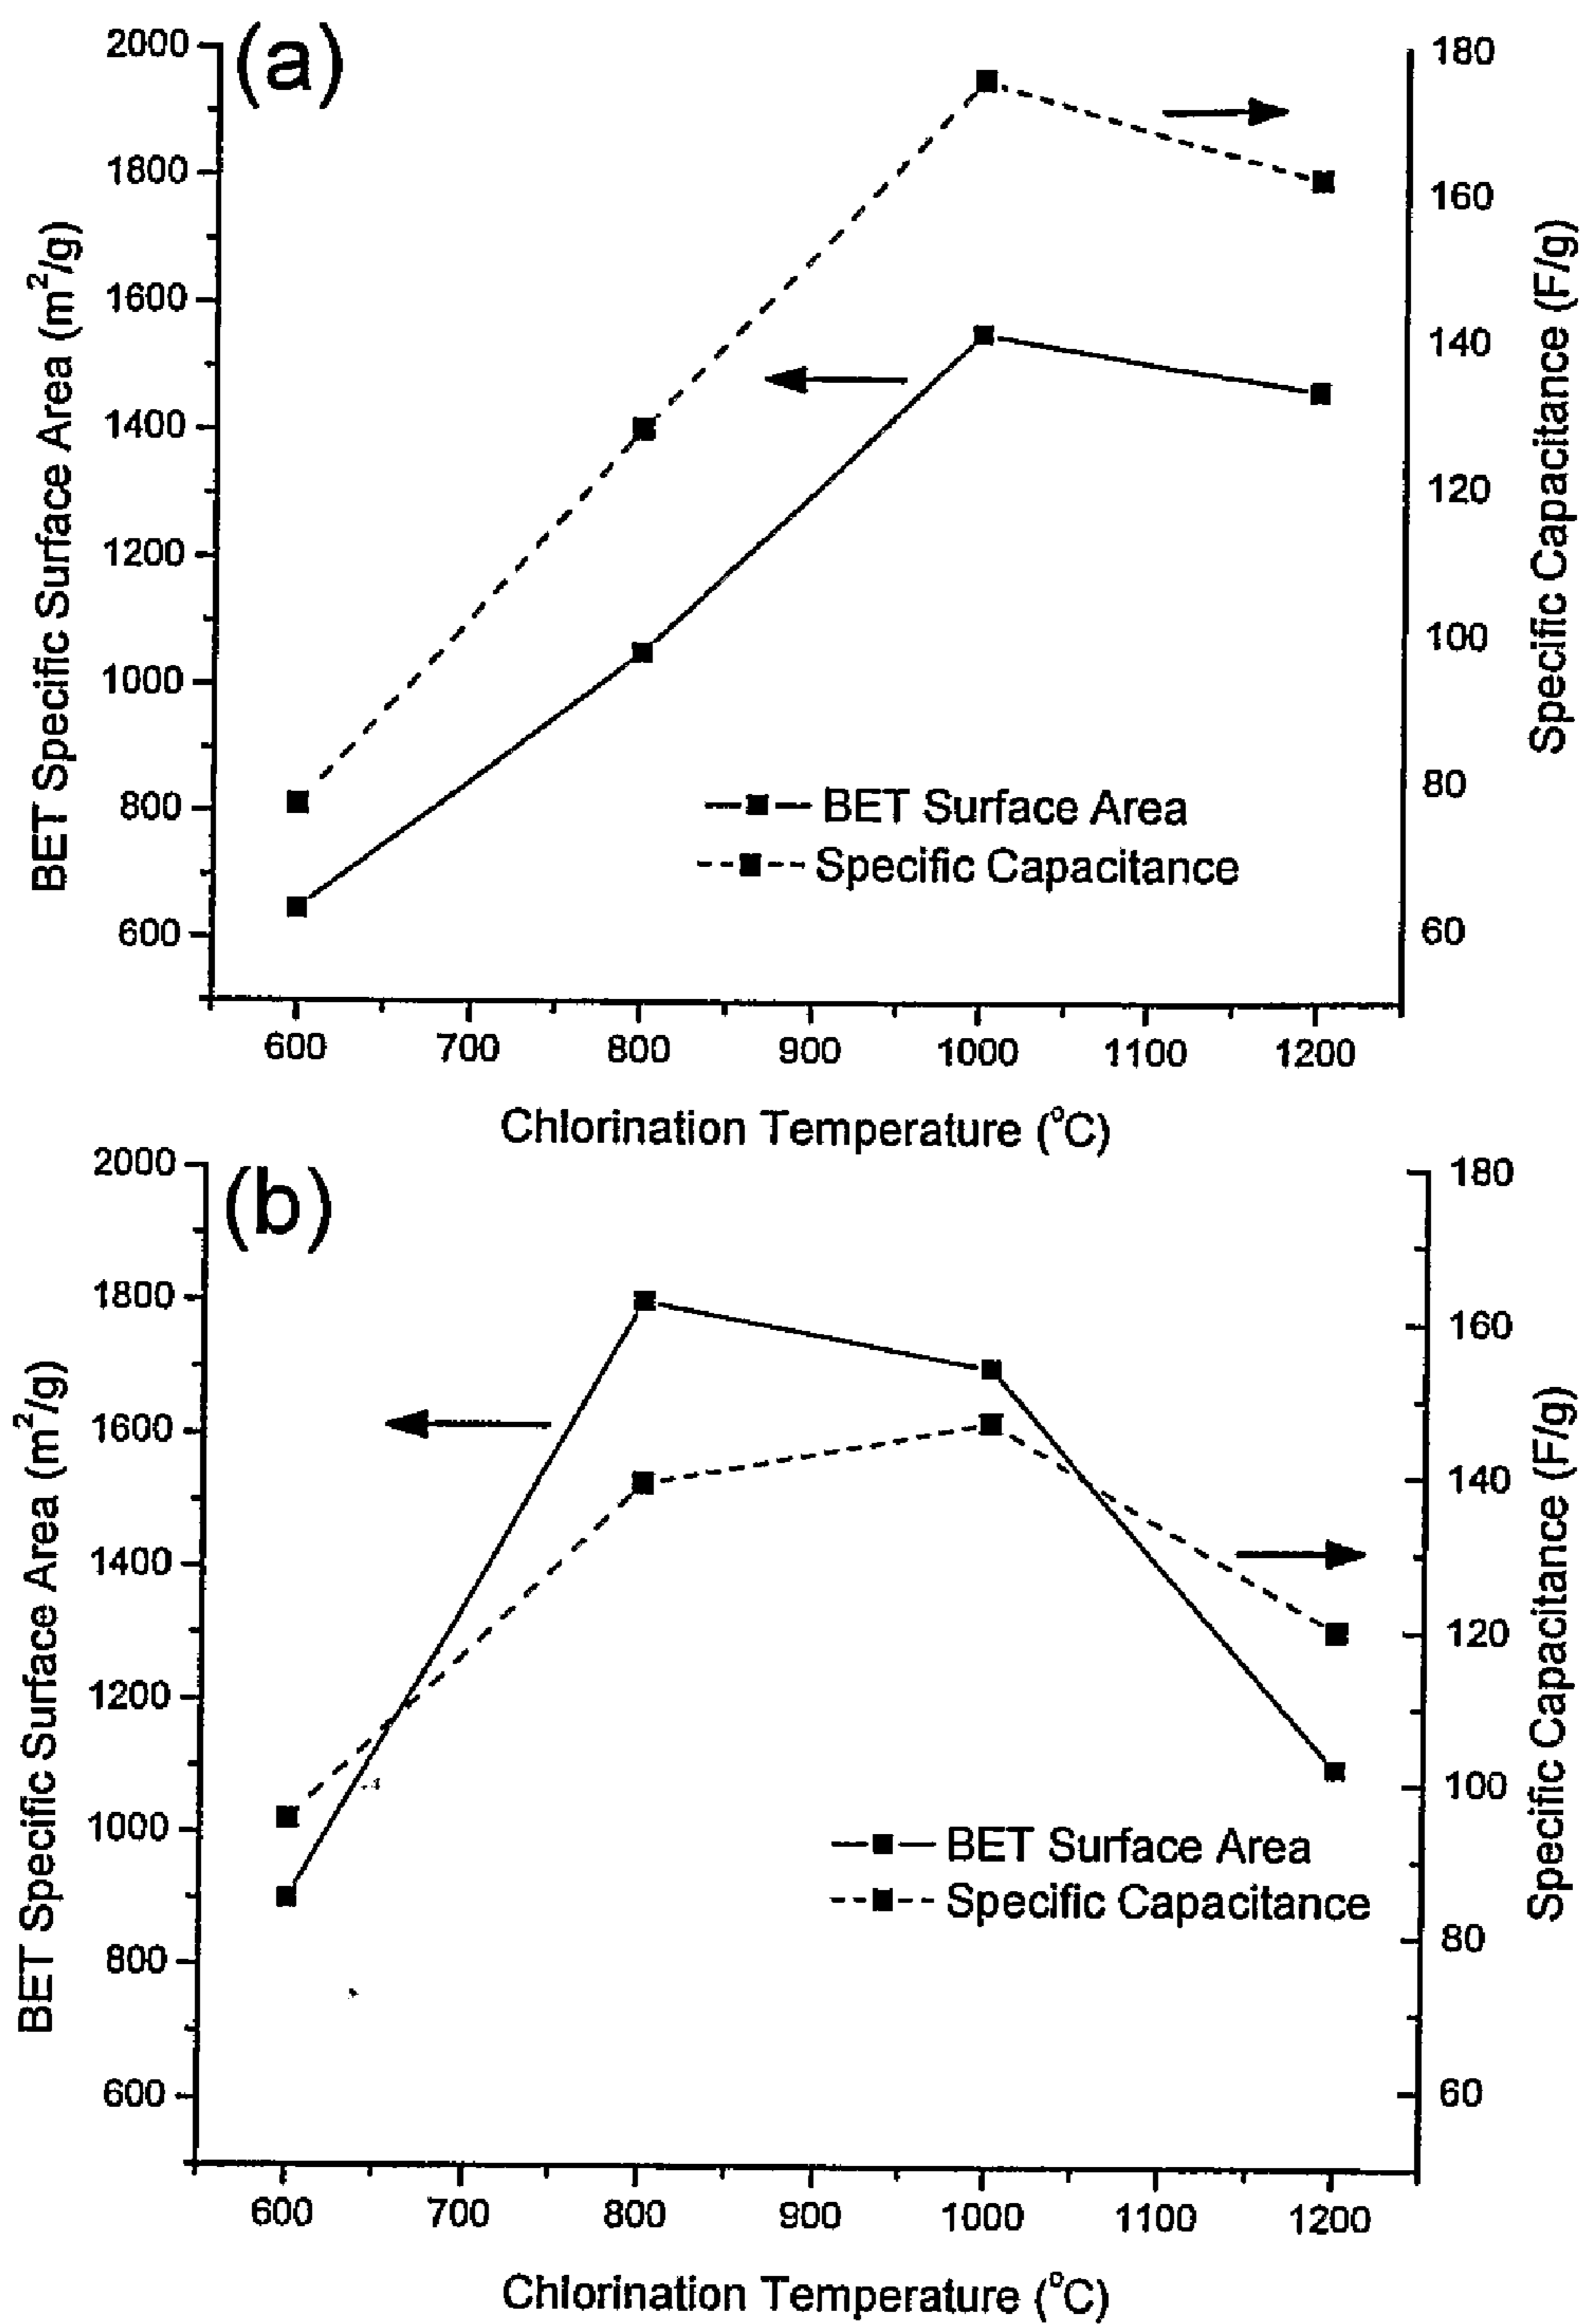 (a)
2000
1800
1600
1400
1200
1000
800
600
BET Specific Surface Area (m²/g)
180
160
140
120
100
80
60
Specific Capacitance (F/g)
BET Surface Area
Specific Capacitance
600 700 800 900 1000 1100 1200
Chlorination Temperature (°C)
(b)
2000
1800
1600
1400
1200
1000
800
600
BET Specific Surface Area (m²/g)
180
160
140
120
100
80
60
Specific Capacitance (F/g)
BET Surface Area
Specific Capacitance
600 700 800 900 1000 1100 1200
Chlorination Temperature (°C)